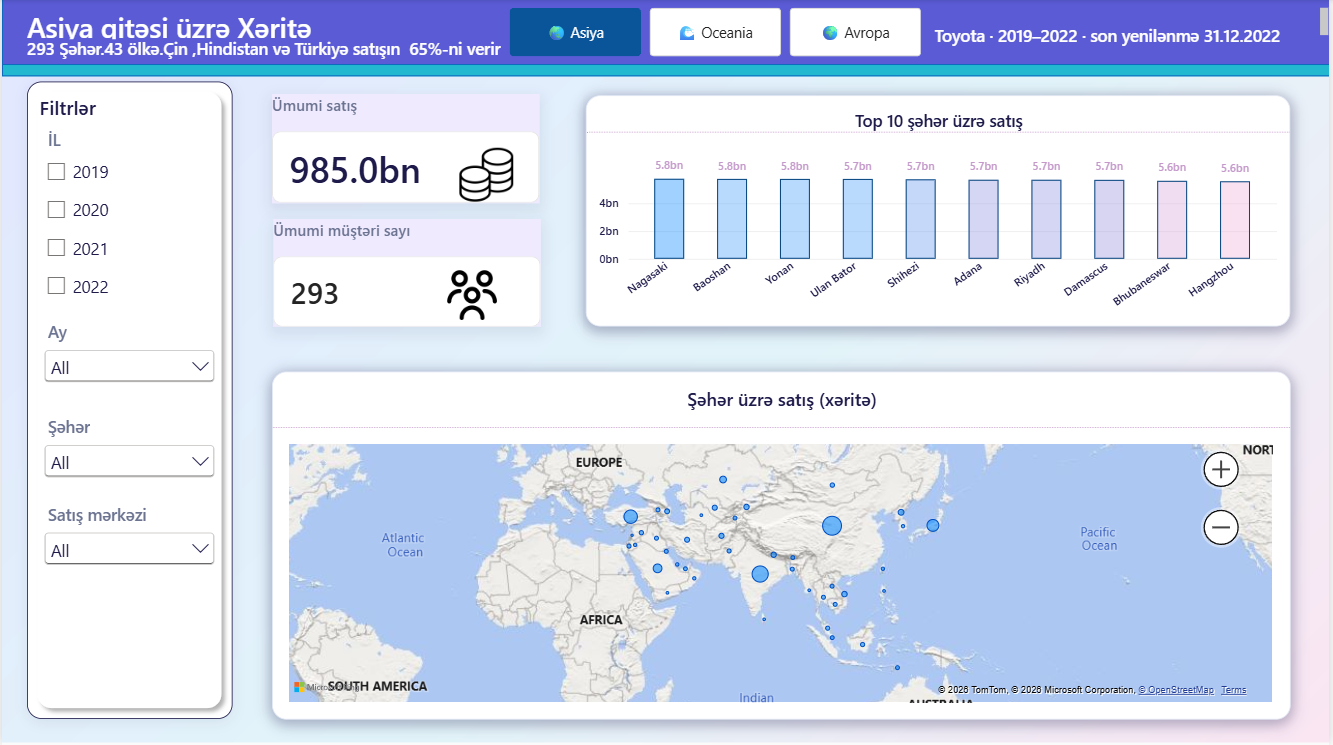 Asiya qitəsi üzrə Xəritə
293 Şəhər.43 ölkə.Çin ,Hindistan və Türkiyə satışın 65%-ni verir
Asiya
Oceania
Avropa
Toyota · 2019–2022 · son yenilənmə 31.12.2022
Filtrlər
İL
2019
2020
2021
2022
Ay
All
Şəhər
All
Satış mərkəzi
All
Ümumi satış
985.0bn
Ümumi müştəri sayı
293
Top 10 şəhər üzrə satış
5.8bn 5.8bn 5.8bn 5.7bn 5.7bn 5.7bn 5.7bn 5.7bn 5.6bn 5.6bn
4bn
2bn
0bn
Nagasaki Baoshan Yonan Ulan Bator Shihezi Adana Riyadh Damascus Bhubaneswar Hangzhou
Şəhər üzrə satış (xəritə)
NORT
EUROPE
Atlantic
Ocean
Pacific
Ocean
AFRICA
SOUTH AMERICA
Indian
AUSTRALIA
© 2026 TomTom, © 2026 Microsoft Corporation, © OpenStreetMap Terms